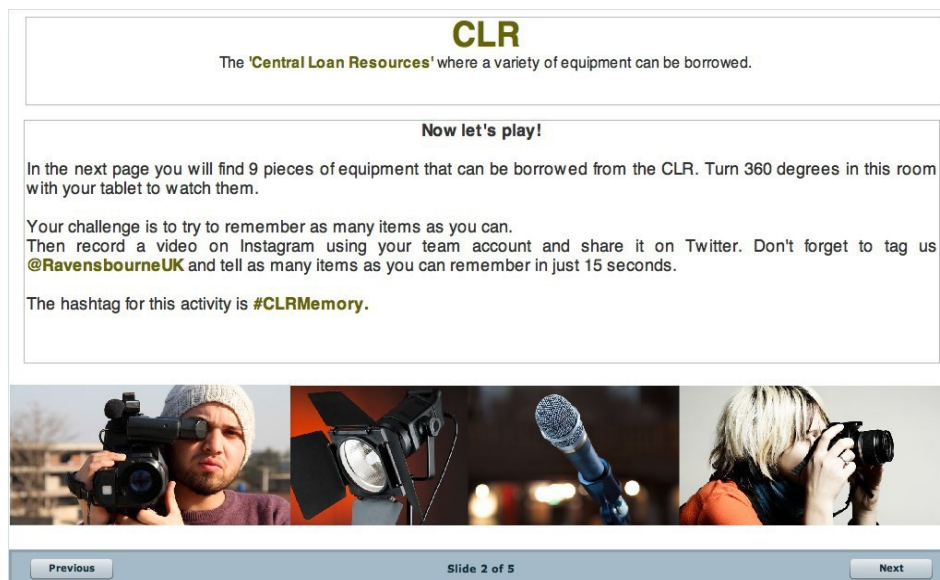 CLR
The 'Central Loan Resources' where a variety of equipment can be borrowed.
Now let's play!
In the next page you will find 9 pieces of equipment that can be borrowed from the CLR. Turn 360 degrees in this room
with your tablet to watch them.
Your challenge is to try to remember as many items as you can.
Then record a video on Instagram using your team account and share it on Twitter. Don't forget to tag us
@RavensbourneUK and tell as many items as you can remember in just 15 seconds.
The hashtag for this activity is #CLRMemory.
Previous Slide 2 of 5 Next